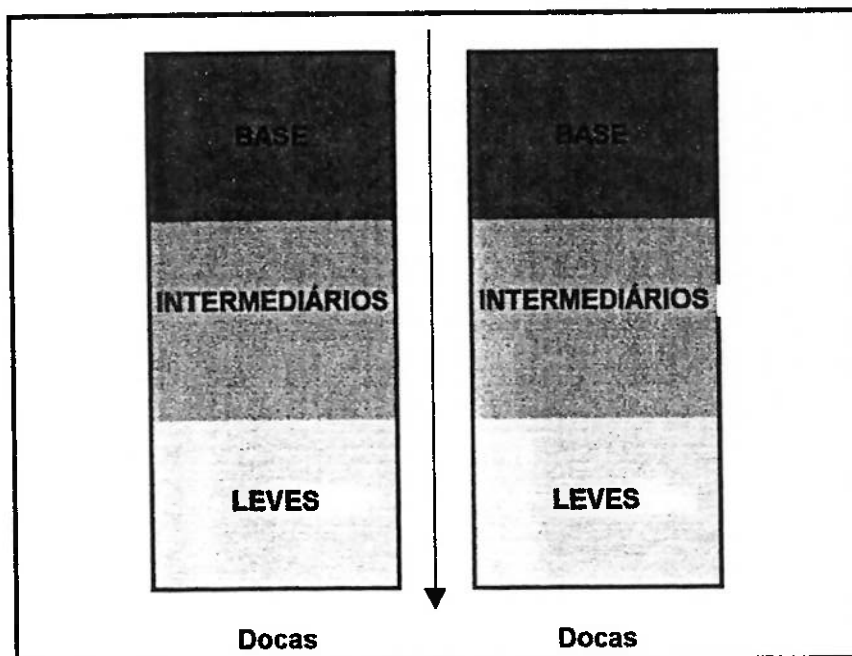 BASE BASE
INTERMEDIÁRIOS INTERMEDIÁRIOS
LEVES LEVES
Docas Docas